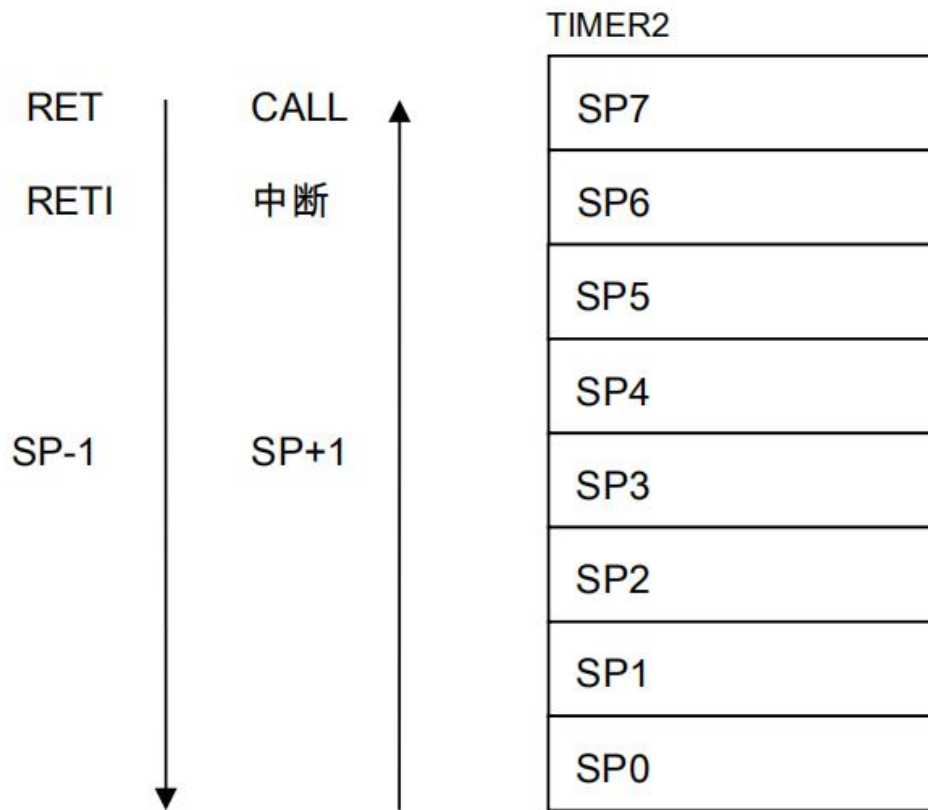 TIMER2
RET CALL SP7
RETI 中断 SP6
SP5
SP4
SP-1 SP+1
SP3
SP2
SP1
SP0